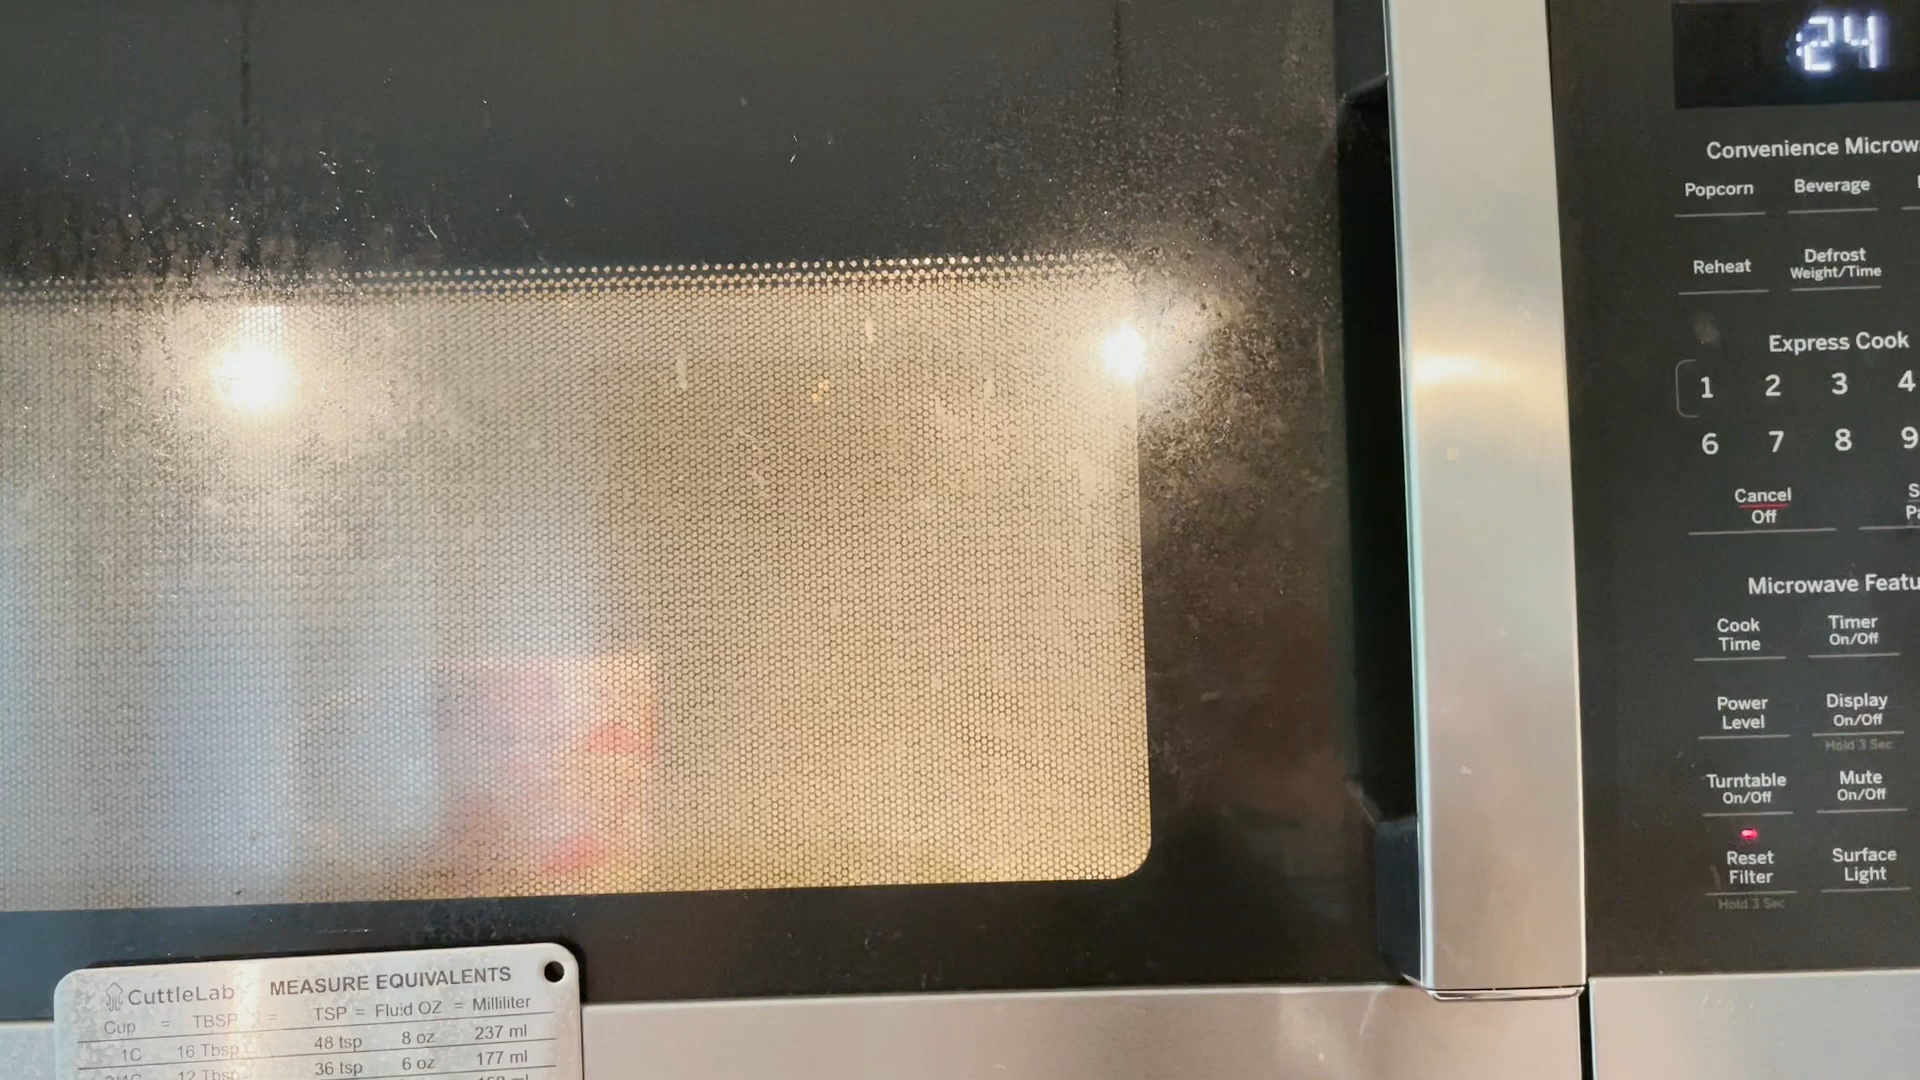 :24
Convenience Microw
Popcorn Beverage
Reheat Defrost
Weight/Time
Express Cook
1 2 3 4
6 7 8 9
Cancel
Off
Microwave Featu
Cook
Time
Timer
On/Off
Power
Level
Display
On/Off
Hold 3 Sec
Turntable
On/Off
Mute
On/Off
Reset
Filter
Hold 3 Sec
Surface
Light
CuttleLab MEASURE EQUIVALENTS
Cup = TBSP = TSP = Fluid OZ = Milliliter
1C 16 Tbsp 48 tsp 8 oz 237 ml
12 Tbsp 36 tsp 6 oz 177 ml